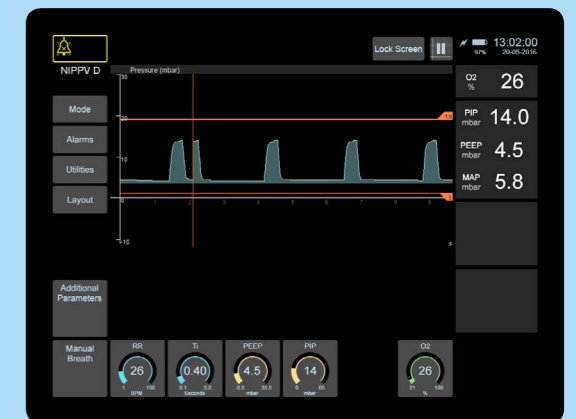 Lock Screen
97%
13:02:00
20-05-2016
NIPPV D
Pressure (mbar)
30
20
10
0
-10
1 2 3 4 5 6 7 8 9
s
Mode
Alarms
Utilities
Layout
Additional
Parameters
Manual
Breath
O2
%
26
PIP
mbar
14.0
PEEP
mbar
4.5
MAP
mbar
5.8
RR
26
1 150
BPM
Ti
0.40
0.1 3.0
Seconds
PEEP
4.5
0.0 35.0
mbar
PIP
14
0 65
mbar
O2
26
21 100
%